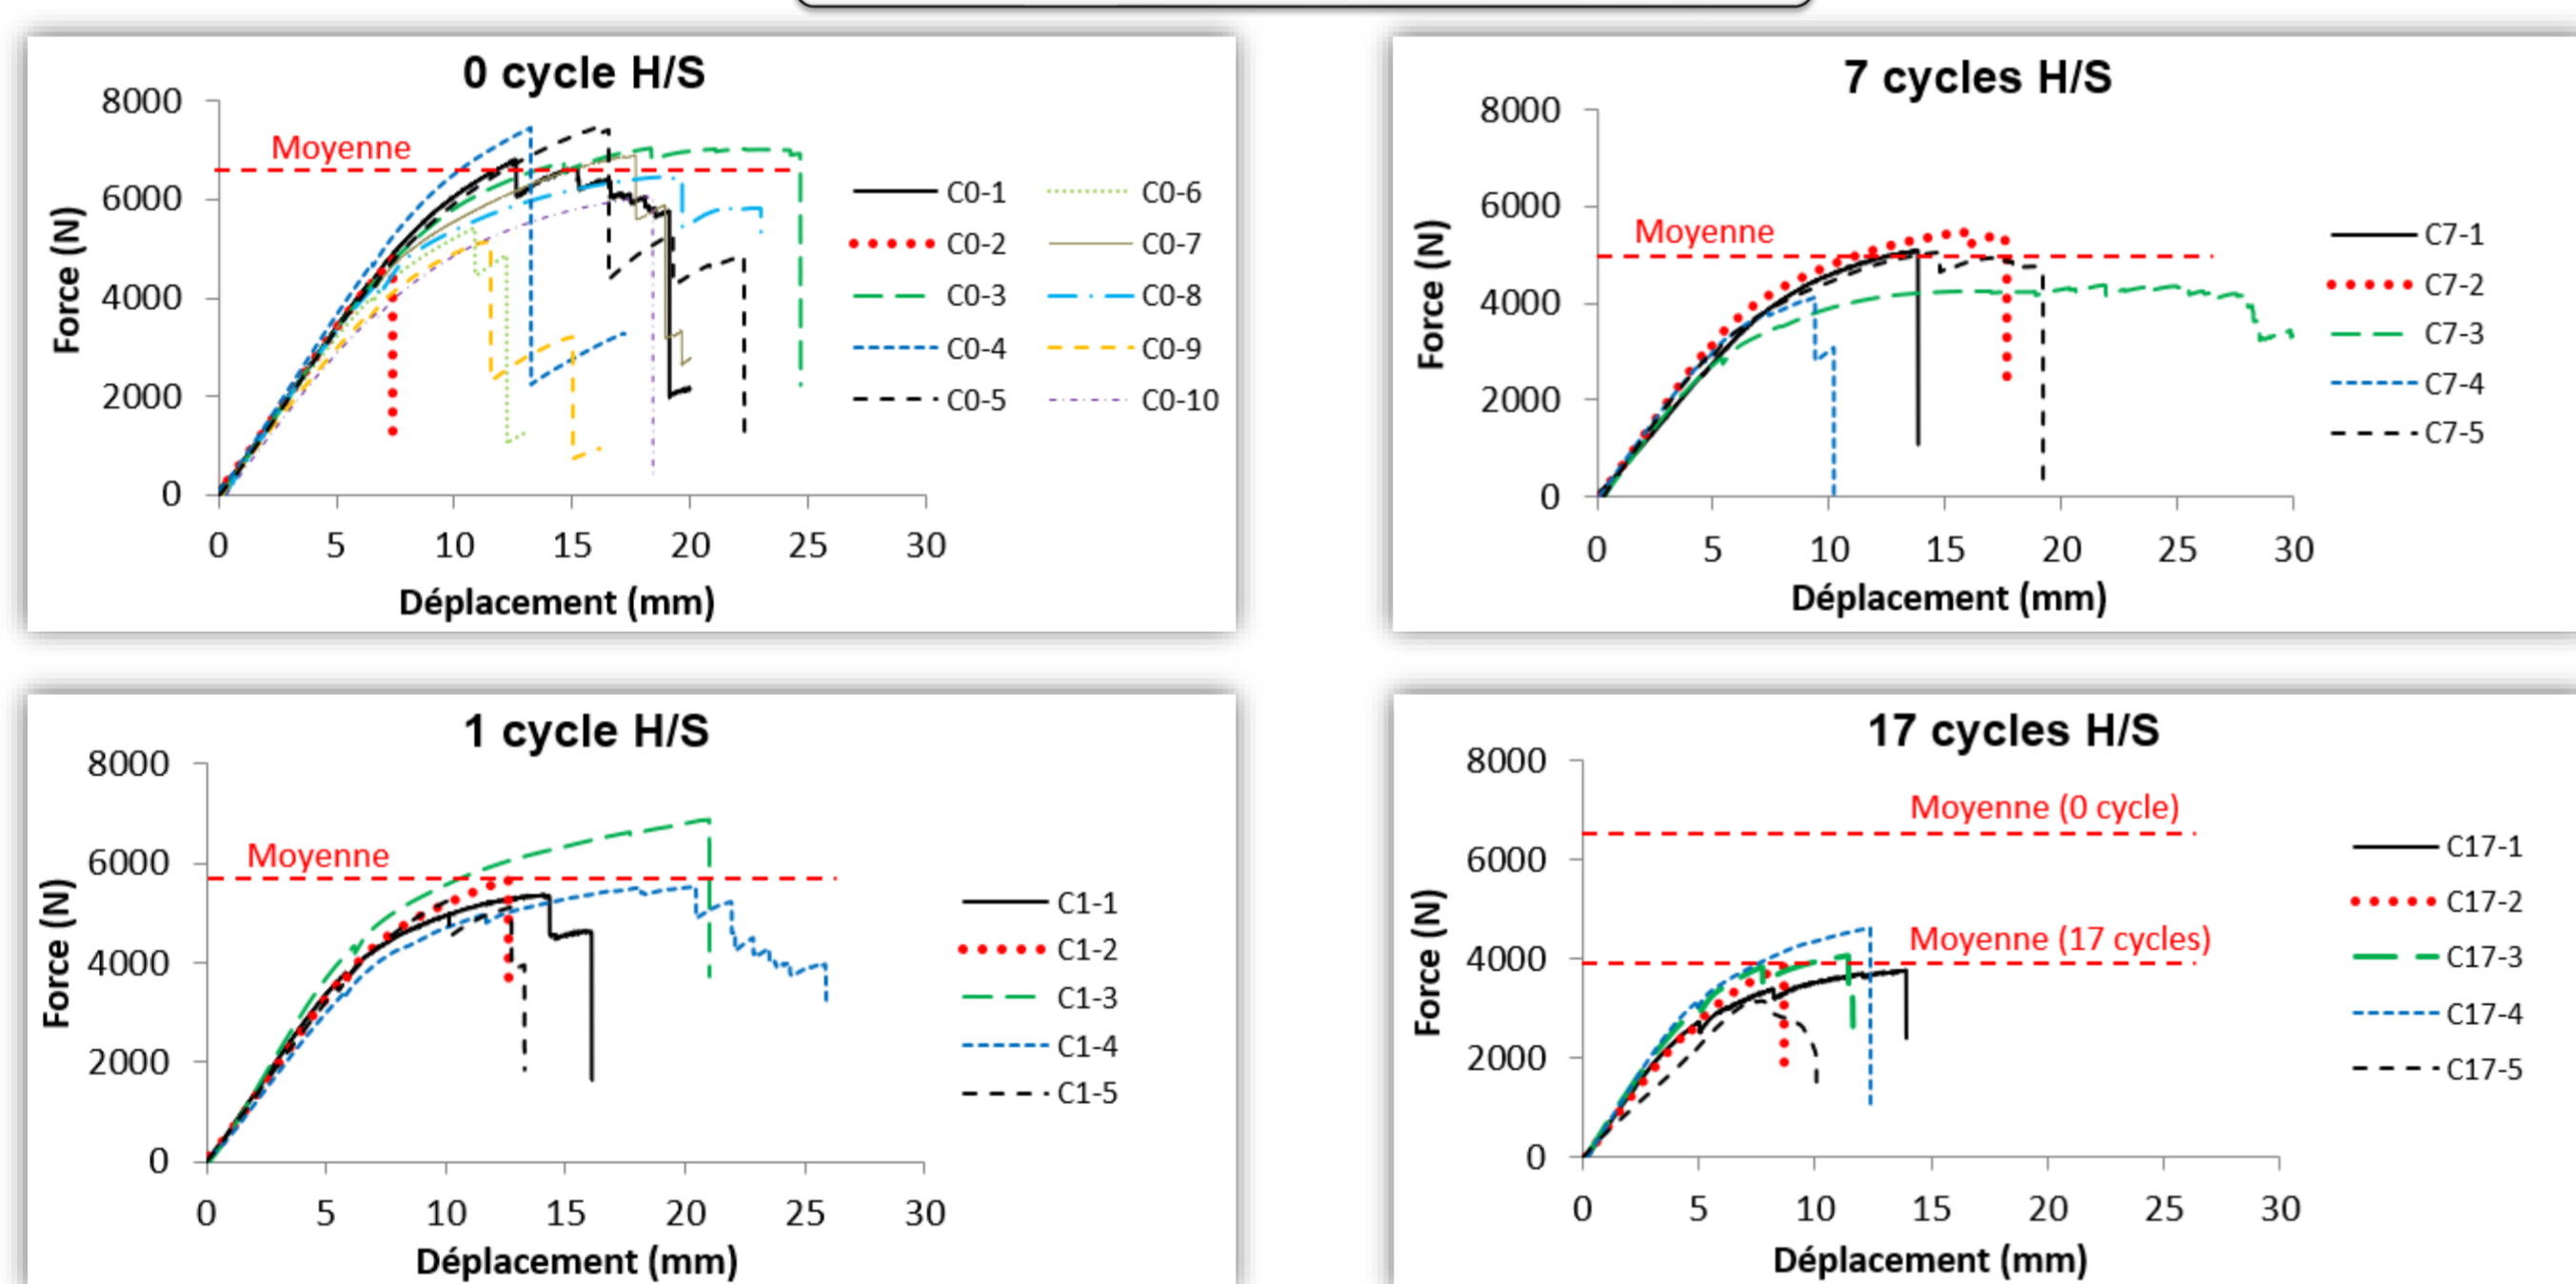 0 cycle H/S
8000
6000
4000
2000
0
Force (N)
Moyenne
0 5 10 15 20 25 30
Déplacement (mm)
C0-1 C0-6
C0-2 C0-7
C0-3 C0-8
C0-4 C0-9
C0-5 C0-10
7 cycles H/S
8000
6000
4000
2000
0
Force (N)
Moyenne
0 5 10 15 20 25 30
Déplacement (mm)
C7-1
C7-2
C7-3
C7-4
C7-5
1 cycle H/S
8000
6000
4000
2000
0
Force (N)
Moyenne
0 5 10 15 20 25 30
Déplacement (mm)
C1-1
C1-2
C1-3
C1-4
C1-5
17 cycles H/S
8000
6000
4000
2000
0
Force (N)
Moyenne (0 cycle)
Moyenne (17 cycles)
0 5 10 15 20 25 30
Déplacement (mm)
C17-1
C17-2
C17-3
C17-4
C17-5